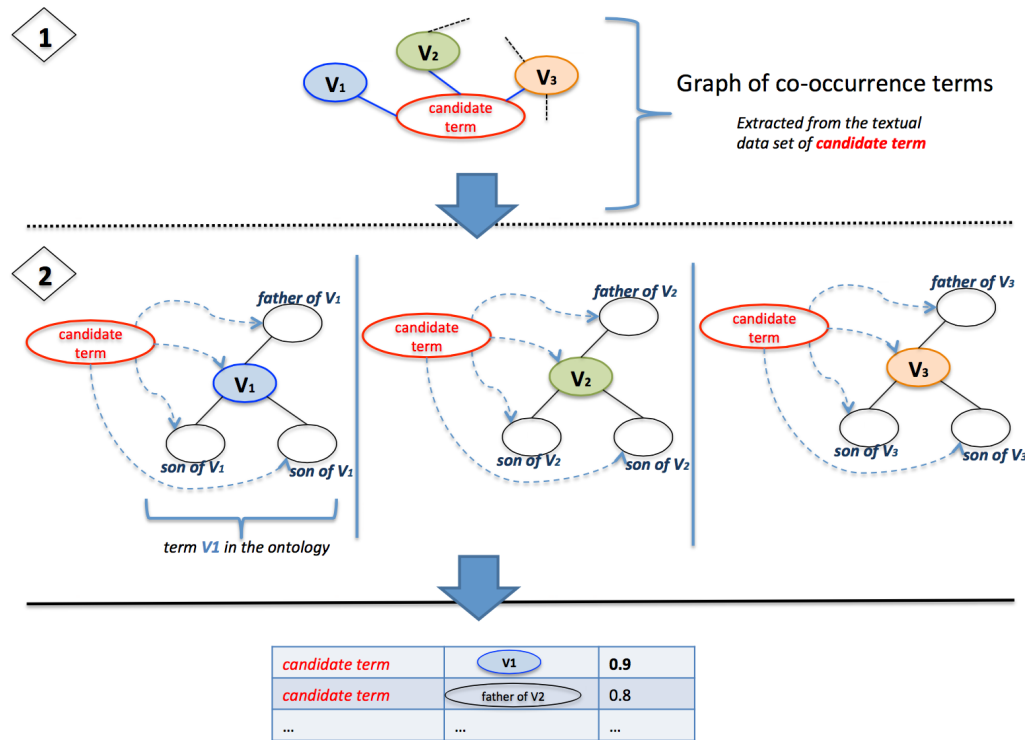 1
V2
V1
V3
candidate
term
Graph of co-occurrence terms
Extracted from the textual
data set of candidate term
2
father of V1
candidate
term
V1
son of V1
son of V1
term V1 in the ontology
father of V2
candidate
term
V2
son of V2
son of V2
father of V3
candidate
term
V3
son of V3
son of V3
candidate term V1 0.9
candidate term father of V2 0.8
... ... ...